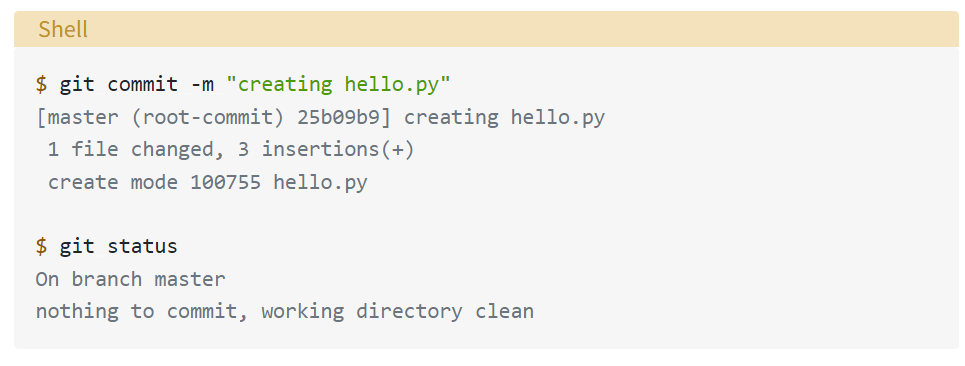 Shell
$ git commit -m "creating hello.py"
[master (root-commit) 25b09b9] creating hello.py
 1 file changed, 3 insertions(+)
 create mode 100755 hello.py
$ git status
On branch master
nothing to commit, working directory clean